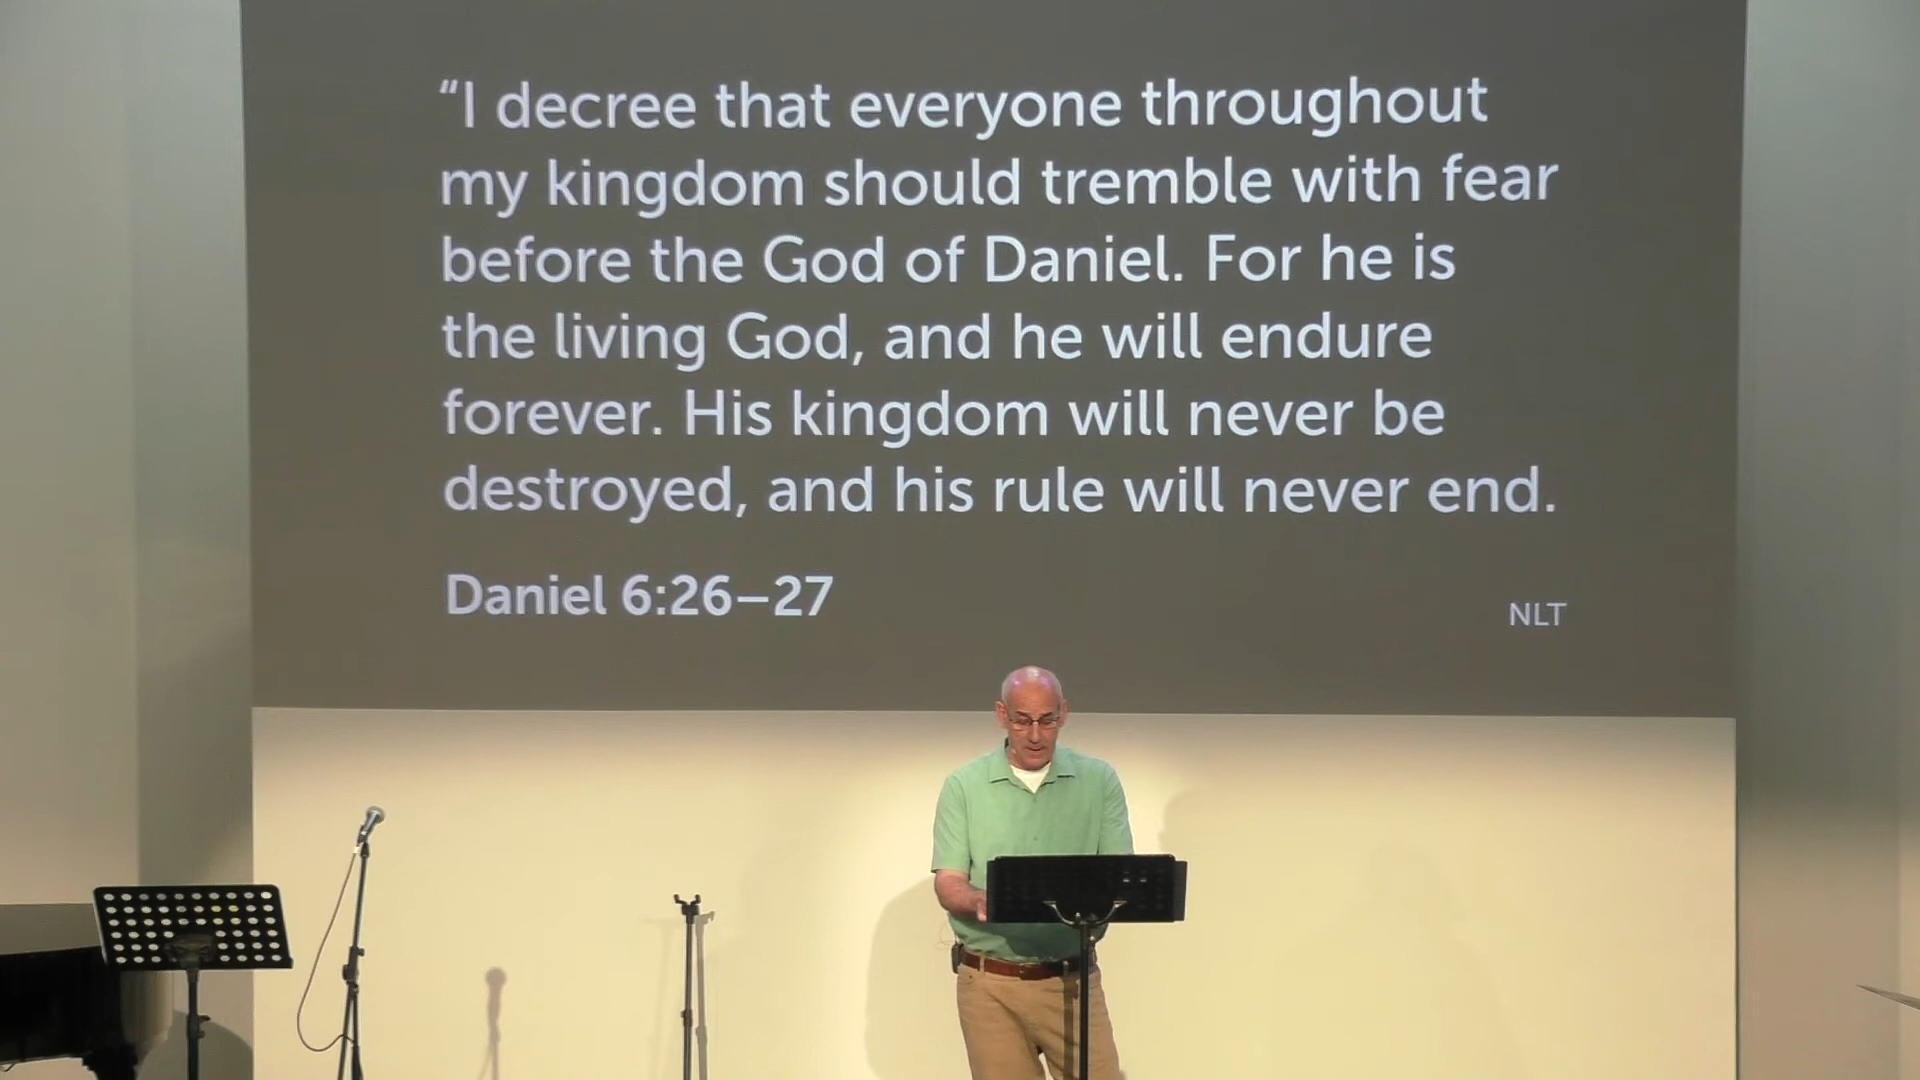 “I decree that everyone throughout
my kingdom should tremble with fear
before the God of Daniel. For he is
the living God, and he will endure
forever. His kingdom will never be
destroyed, and his rule will never end.
Daniel 6:26–27
NLT